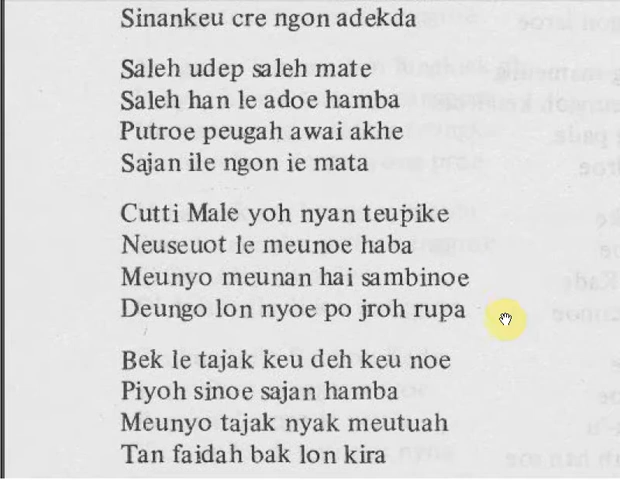 Sinankeu cre ngon adekda
Saleh udep saleh mate
Saleh han le adoe hamba
Putroe peugah awai akhe
Sajan ile ngon ie mata
Cutti Male yoh nyan teupike
Neuseuot le meunoe haba
Meunyo meunan hai sambinoe
Deungo lon nyoe po jroh rupa
Bek le tajak keu deh keu noe
Piyoh sinoe sajan hamba
Meunyo tajak nyak meutuah
Tan faidah bak lon kira